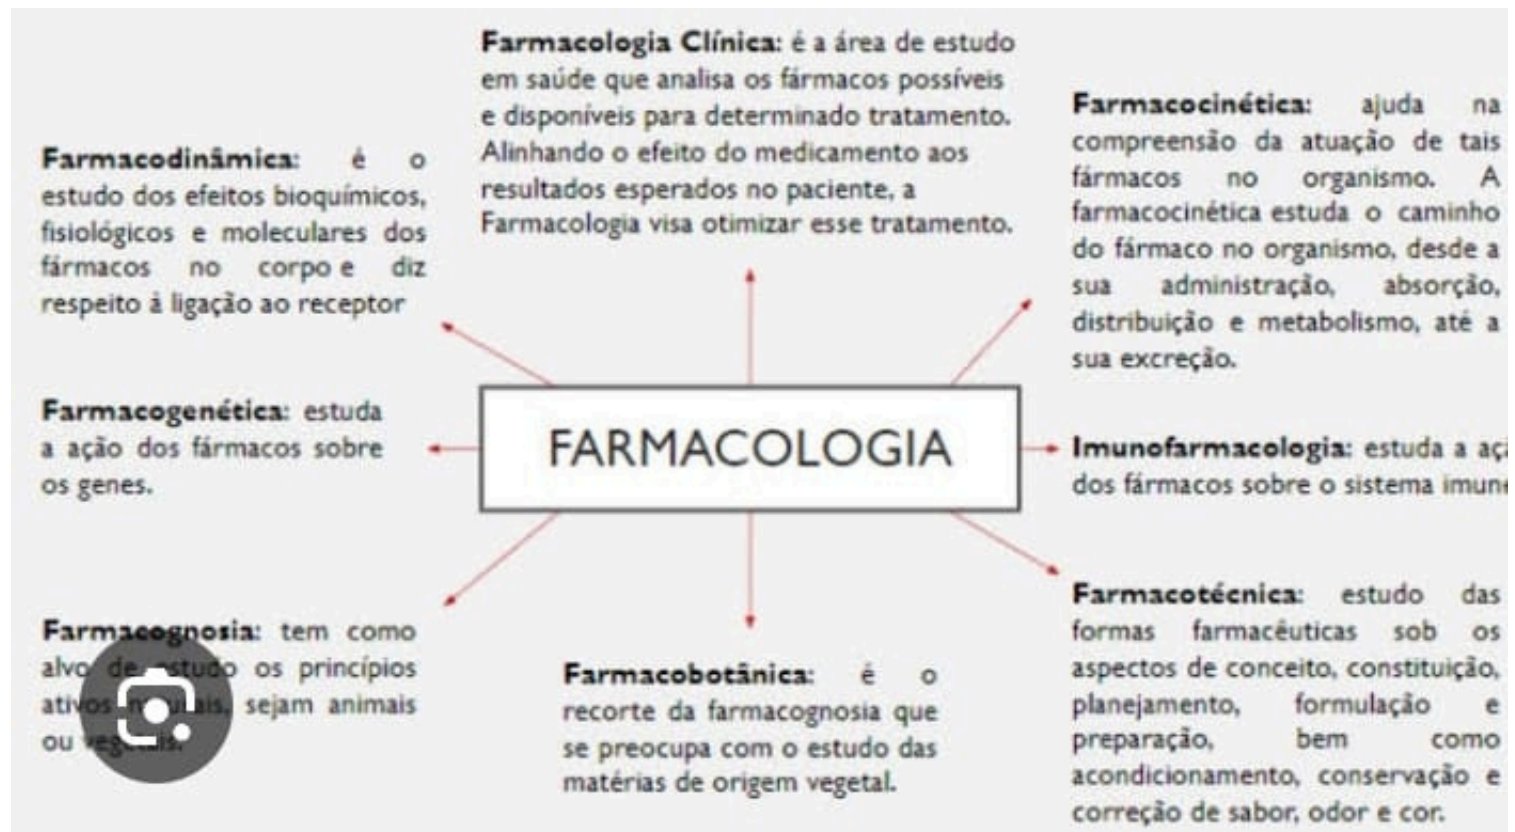 Farmacologia Clínica: é a área de estudo
em saúde que analisa os fármacos possíveis
e disponíveis para determinado tratamento.
Alinhando o efeito do medicamento aos
resultados esperados no paciente, a
Farmacologia visa otimizar esse tratamento.
Farmacodinâmica: é o
estudo dos efeitos bioquímicos,
fisiológicos e moleculares dos
fármacos no corpo e diz
respeito à ligação ao receptor
Farmacocinética: ajuda na
compreensão da atuação de tais
fármacos no organismo. A
farmacocinética estuda o caminho
do fármaco no organismo, desde a
sua administração, absorção,
distribuição e metabolismo, até a
sua excreção.
Farmacogenética: estuda
a ação dos fármacos sobre
os genes.
FARMACOLOGIA
Imunofarmacologia: estuda a
dos fármacos sobre o sistema
Farmacognosia: tem como
alvo de estudo os princípios
ativos sejam animais
ou
Farmacobotânica: é o
recorte da farmacognosia que
se preocupa com o estudo das
matérias de origem vegetal.
Farmacotécnica: estudo das
formas farmacêuticas sob os
aspectos de conceito, constituição,
planejamento, formulação e
preparação, bem como
acondicionamento, conservação e
correção de sabor, odor e cor.